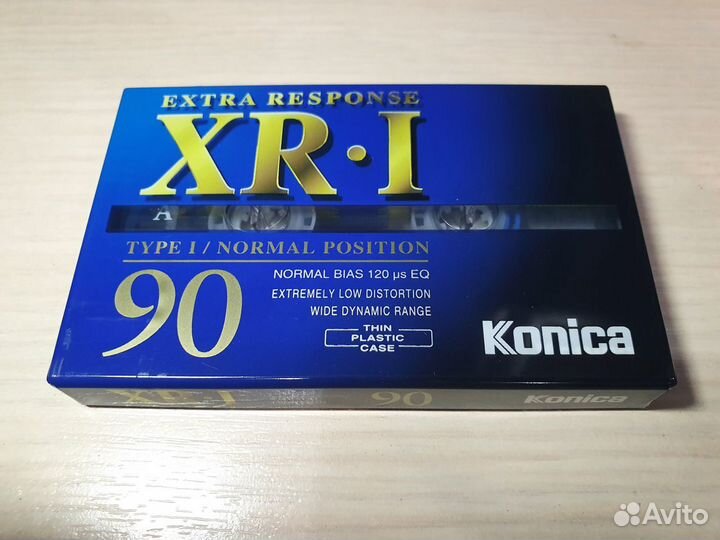 EXTRA RESPONSE
XR·I
A
TYPE I / NORMAL POSITION
90
NORMAL BIAS 120 µs EQ
EXTREMELY LOW DISTORTION
WIDE DYNAMIC RANGE
THIN
PLASTIC
CASE
Konica
XR·I 90 Konica
Avito